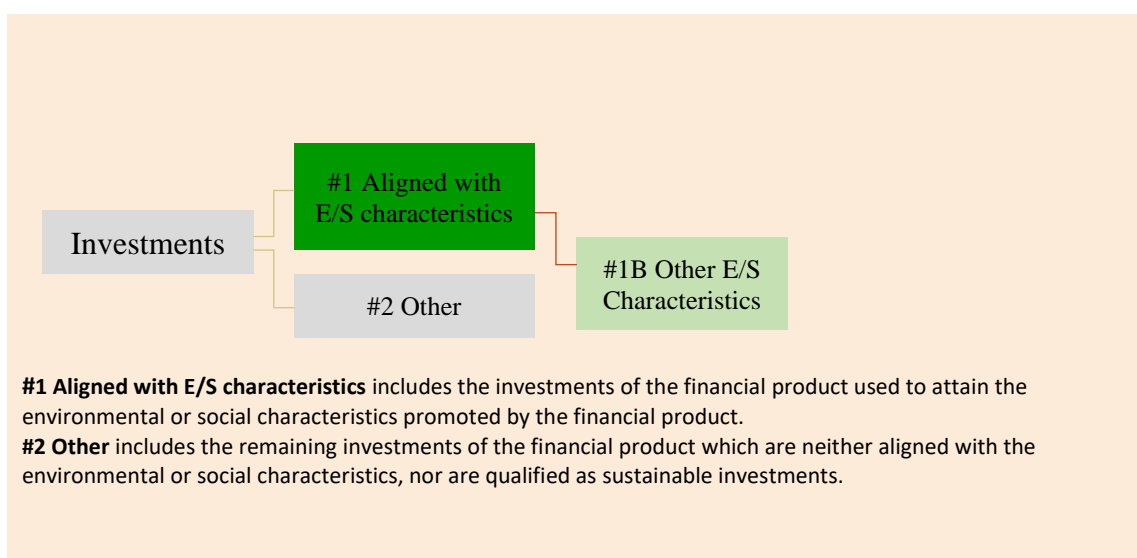 #1 Aligned with
E/S characteristics
Investments
#1B Other E/S
Characteristics
#2 Other
#1 Aligned with E/S characteristics includes the investments of the financial product used to attain the
environmental or social characteristics promoted by the financial product.
#2 Other includes the remaining investments of the financial product which are neither aligned with the
environmental or social characteristics, nor are qualified as sustainable investments.